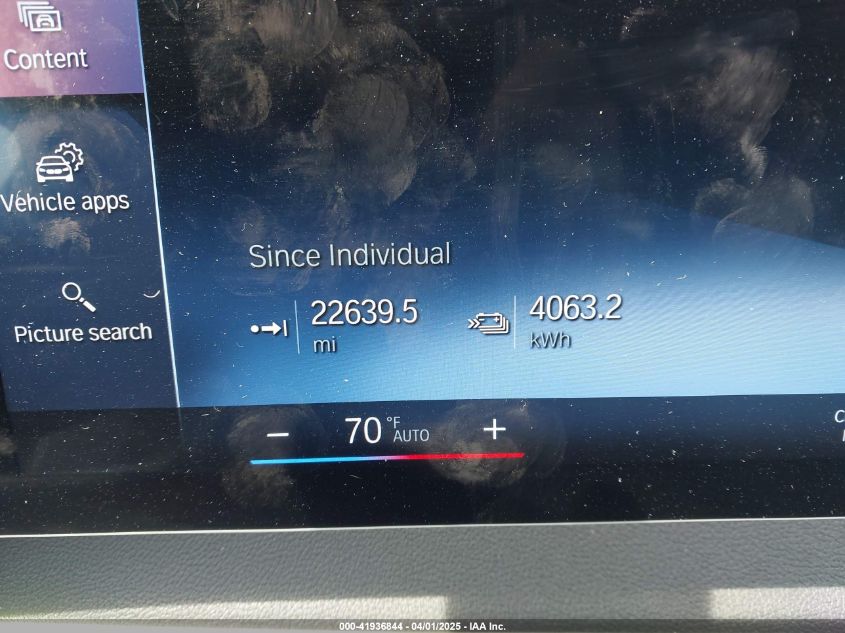 Content
Vehicle apps
Since Individual
22639.5
mi
4063.2
kWh
Picture search
70 °F
AUTO
000-41936844 - 04/01/2025 - IAA Inc.